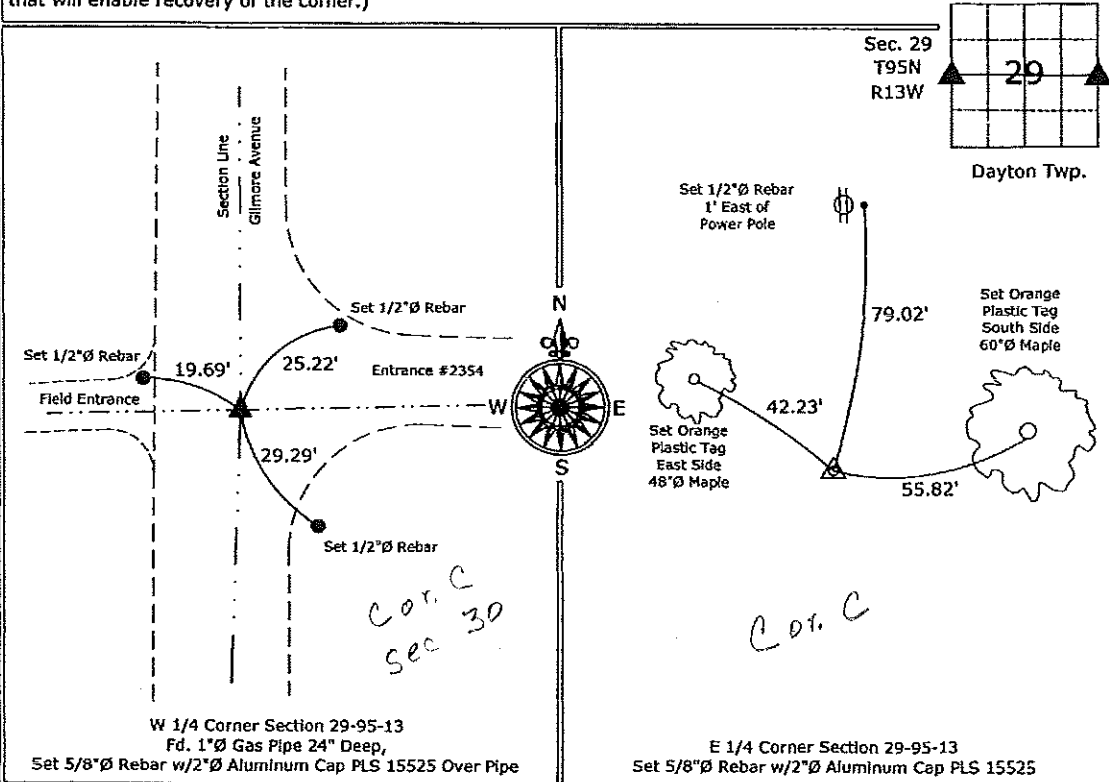 that will enable recovery of the corner.)
Sec. 29
T95N
R13W
29
Dayton Twp.
Section Line
Gilmore Avenue
Set 1/2"Ø Rebar
Set 1/2"Ø Rebar
19.69'
25.22'
Entrance #2354
Field Entrance
29.29'
Set 1/2"Ø Rebar
Cor. C
Sec 30
W 1/4 Corner Section 29-95-13
Fd. 1"Ø Gas Pipe 24" Deep,
Set 5/8"Ø Rebar w/2"Ø Aluminum Cap PLS 15525 Over Pipe
N
W
E
S
Set 1/2"Ø Rebar
1' East of
Power Pole
79.02'
Set Orange
Plastic Tag
South Side
60"Ø Maple
42.23'
Set Orange
Plastic Tag
East Side
48"Ø Maple
55.82'
Cor. C
E 1/4 Corner Section 29-95-13
Set 5/8"Ø Rebar w/2"Ø Aluminum Cap PLS 15525